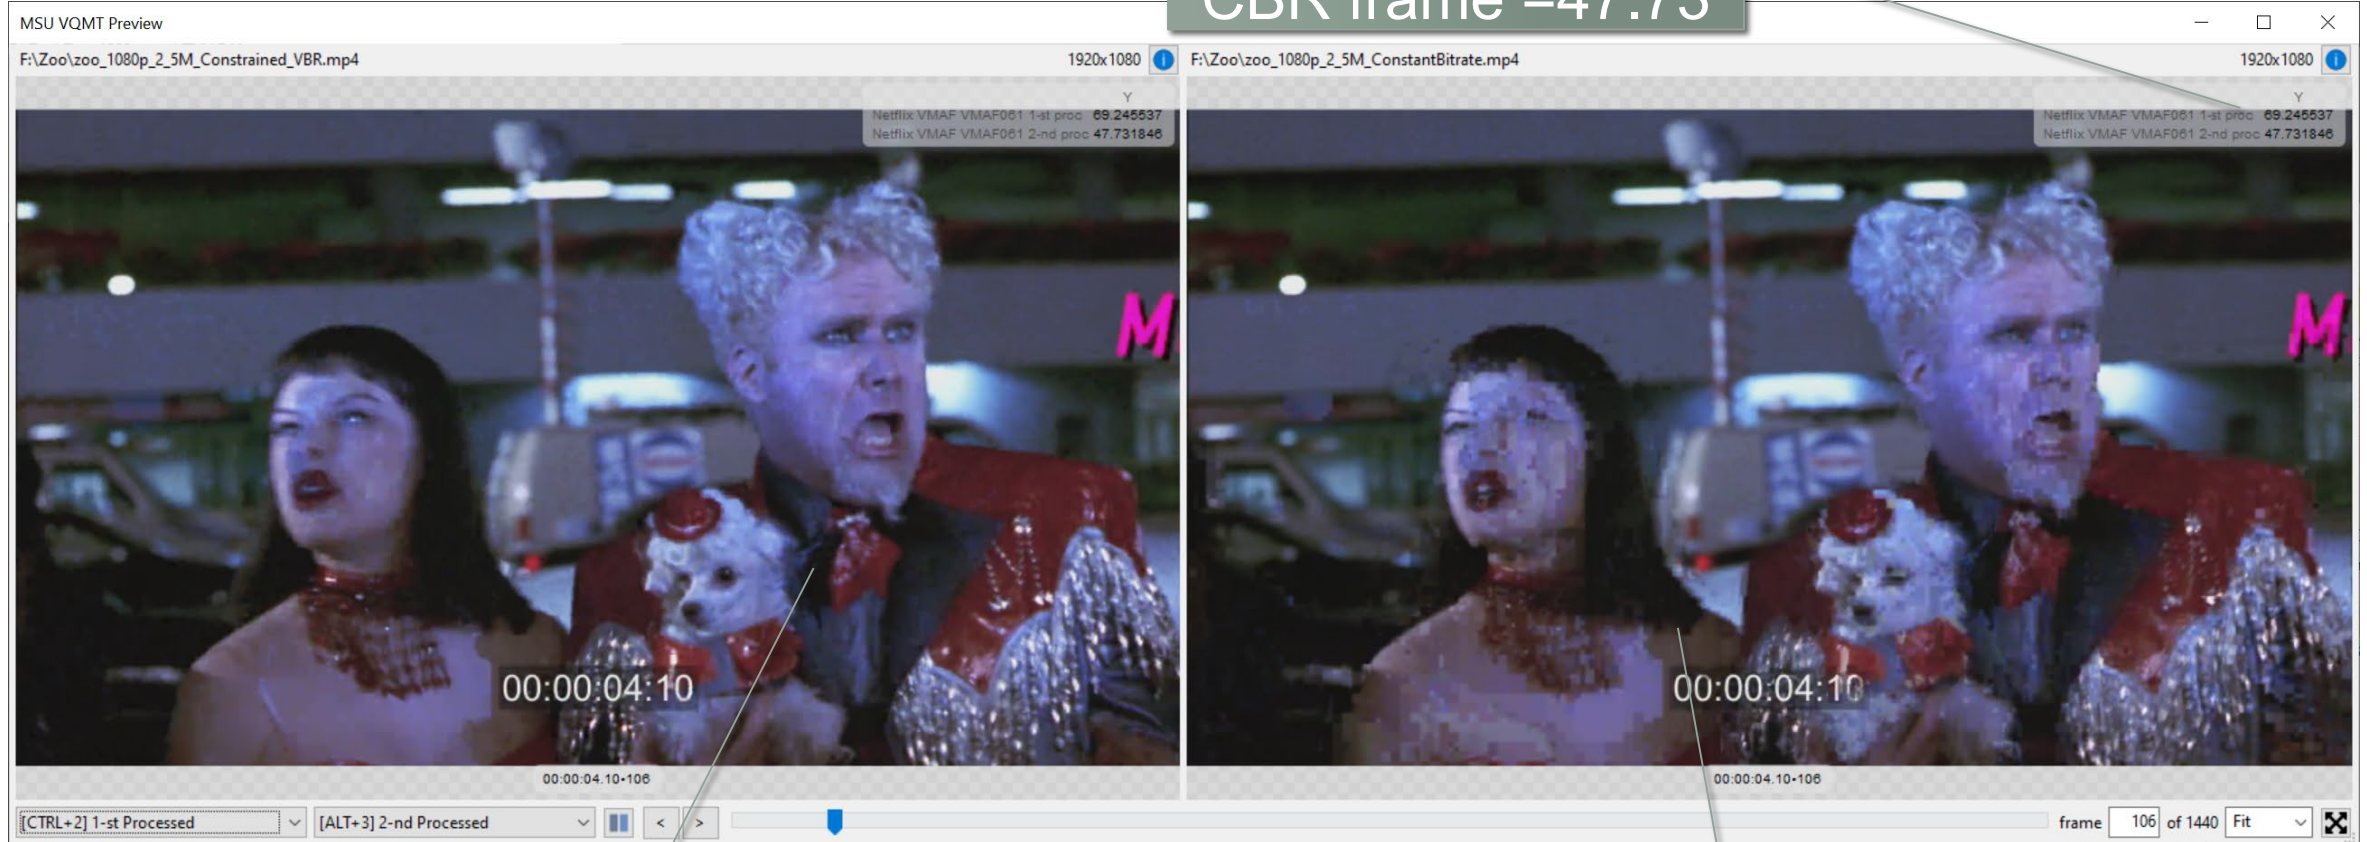 CBR frame =47.73
MSU VQMT Preview
F:\Zoo\zoo_1080p_2_5M_Constrained_VBR.mp4
1920x1080
F:\Zoo\zoo_1080p_2_5M_ConstantBitrate.mp4
1920x1080
Y
Netflix VMAF VMAF061 1-st proc 69.245537
Netflix VMAF VMAF061 2-nd proc 47.731846
Y
Netflix VMAF VMAF061 1-st proc 69.245537
Netflix VMAF VMAF061 2-nd proc 47.731846
M
M
00:00:04:10
00:00:04:10
00:00:04.10•106
00:00:04.10•106
[CTRL+2] 1-st Processed
[ALT+3] 2-nd Processed
<
>
frame 106 of 1440
Fit